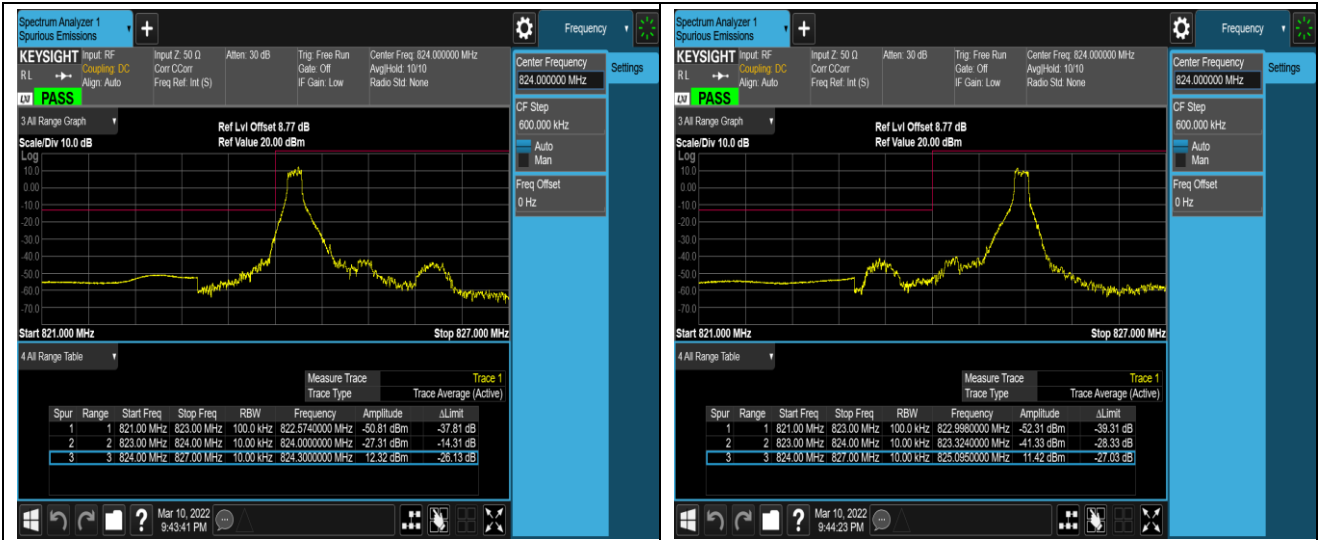 Spectrum Analyzer 1
Spurious Emissions
+
Frequency
KEYSIGHT
R L
LXI
PASS
Input: RF
Coupling: DC
Align: Auto
Input Z: 50 Ω
Corr CCorr
Freq Ref: Int (S)
Atten: 30 dB
Trig: Free Run
Gate: Off
IF Gain: Low
Center Freq: 824.000000 MHz
Avg|Hold: 10/10
Radio Std: None
Center Frequency
824.000000 MHz
Settings
CF Step
600.000 kHz
Auto
Man
Freq Offset
0 Hz
3 All Range Graph
Scale/Div 10.0 dB
Ref Lvl Offset 8.77 dB
Ref Value 20.00 dBm
Log
10.0
0.00
-10.0
-20.0
-30.0
-40.0
-50.0
-60.0
-70.0
Start 821.000 MHz
Stop 827.000 MHz
4 All Range Table
Measure Trace Trace 1
Trace Type Trace Average (Active)
Spur Range Start Freq Stop Freq RBW Frequency Amplitude ΔLimit
1 1 821.00 MHz 823.00 MHz 100.0 kHz 822.5740000 MHz -50.81 dBm -37.81 dB
2 2 823.00 MHz 824.00 MHz 10.00 kHz 824.0000000 MHz -27.31 dBm -14.31 dB
3 3 824.00 MHz 827.00 MHz 10.00 kHz 824.3000000 MHz 12.32 dBm -26.13 dB
?
Mar 10, 2022
9:43:41 PM
Spectrum Analyzer 1
Spurious Emissions
+
Frequency
KEYSIGHT
R L
LXI
PASS
Input: RF
Coupling: DC
Align: Auto
Input Z: 50 Ω
Corr CCorr
Freq Ref: Int (S)
Atten: 30 dB
Trig: Free Run
Gate: Off
IF Gain: Low
Center Freq: 824.000000 MHz
Avg|Hold: 10/10
Radio Std: None
Center Frequency
824.000000 MHz
Settings
CF Step
600.000 kHz
Auto
Man
Freq Offset
0 Hz
3 All Range Graph
Scale/Div 10.0 dB
Ref Lvl Offset 8.77 dB
Ref Value 20.00 dBm
Log
10.0
0.00
-10.0
-20.0
-30.0
-40.0
-50.0
-60.0
-70.0
Start 821.000 MHz
Stop 827.000 MHz
4 All Range Table
Measure Trace Trace 1
Trace Type Trace Average (Active)
Spur Range Start Freq Stop Freq RBW Frequency Amplitude ΔLimit
1 1 821.00 MHz 823.00 MHz 100.0 kHz 822.9980000 MHz -52.31 dBm -39.31 dB
2 2 823.00 MHz 824.00 MHz 10.00 kHz 823.3240000 MHz -41.33 dBm -28.33 dB
3 3 824.00 MHz 827.00 MHz 10.00 kHz 825.0950000 MHz 11.42 dBm -27.03 dB
?
Mar 10, 2022
9:44:23 PM